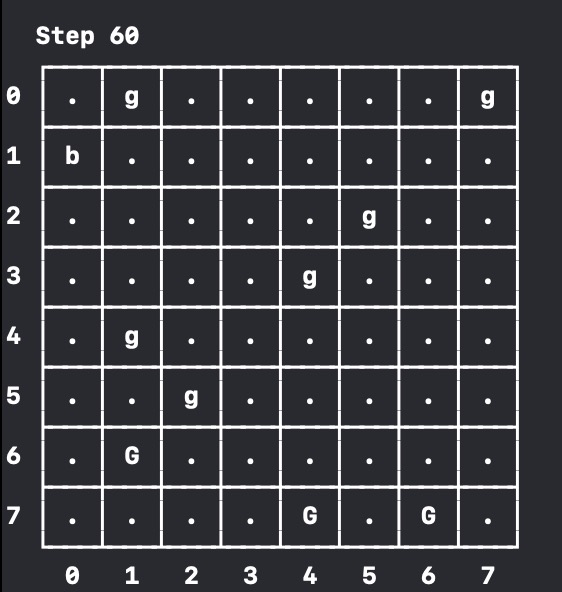 Step 60
0 . g . . . . . g
1 b . . . . . . .
2 . . . . . g . .
3 . . . . g . . .
4 . g . . . . . .
5 . . g . . . . .
6 . G . . . . . .
7 . . . . G . G .
0 1 2 3 4 5 6 7